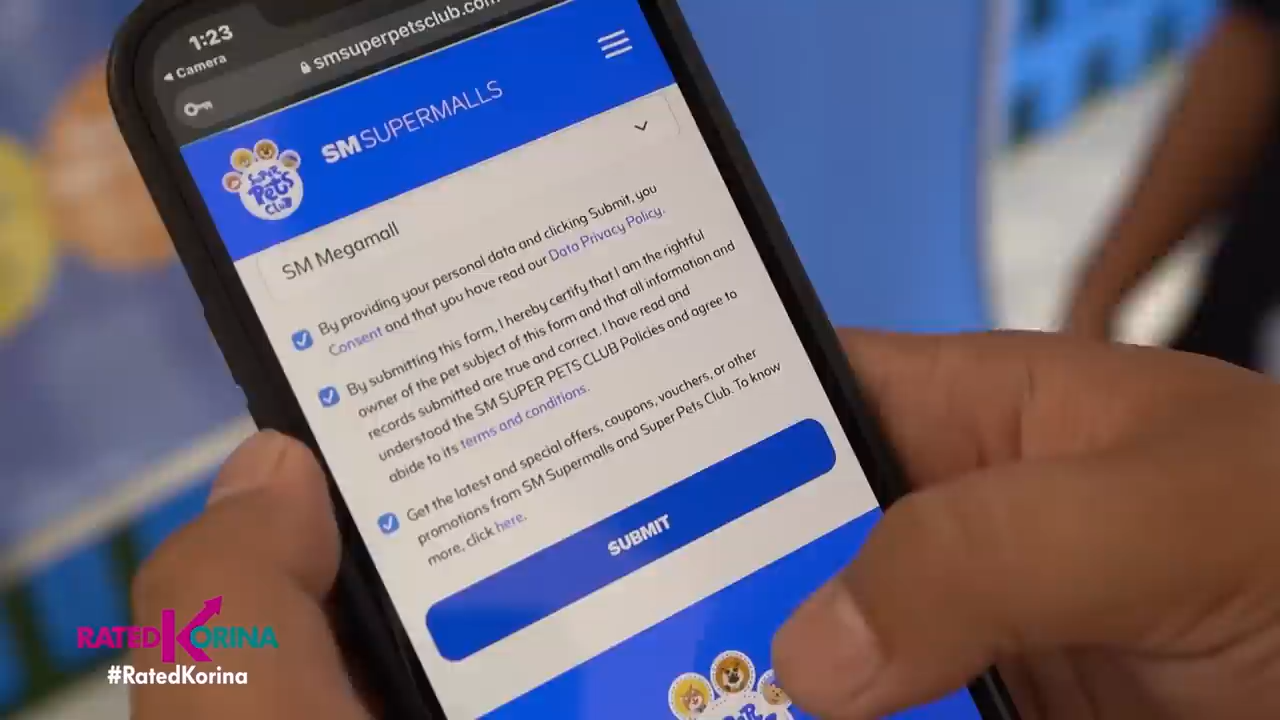 1:23
◀ Camera
smsuperpetsclub.com
SMSUPERMALLS
SUPER
PETS
CLUB
SM Megamall
By providing your personal data and clicking Submit, you
Consent and that you have read our Data Privacy Policy.
By submitting this form, I hereby certify that I am the rightful
owner of the pet subject of this form and that all information and
records submitted are true and correct. I have read and
understood the SM SUPER PETS CLUB Policies and agree to
abide to its terms and conditions.
Get the latest and special offers, coupons, vouchers, or other
promotions from SM Supermalls and Super Pets Club. To know
more, click here.
SUBMIT
RATEDKORINA
#RatedKorina